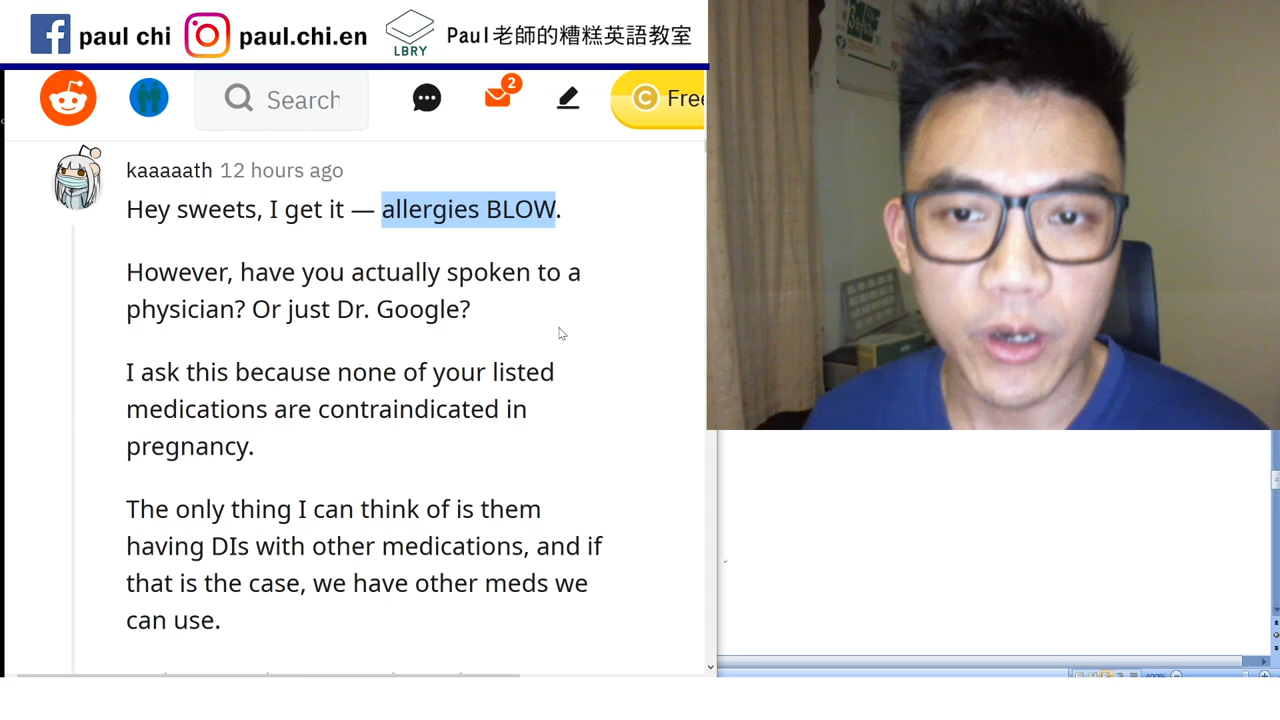 paul chi paul.chi.en LBRY Paul老師的糟糕英語教室
2
Search
Free
kaaaaath 12 hours ago
Hey sweets, I get it — allergies BLOW.
However, have you actually spoken to a
physician? Or just Dr. Google?
I ask this because none of your listed
medications are contraindicated in
pregnancy.
The only thing I can think of is them
having DIs with other medications, and if
that is the case, we have other meds we
can use.
400%